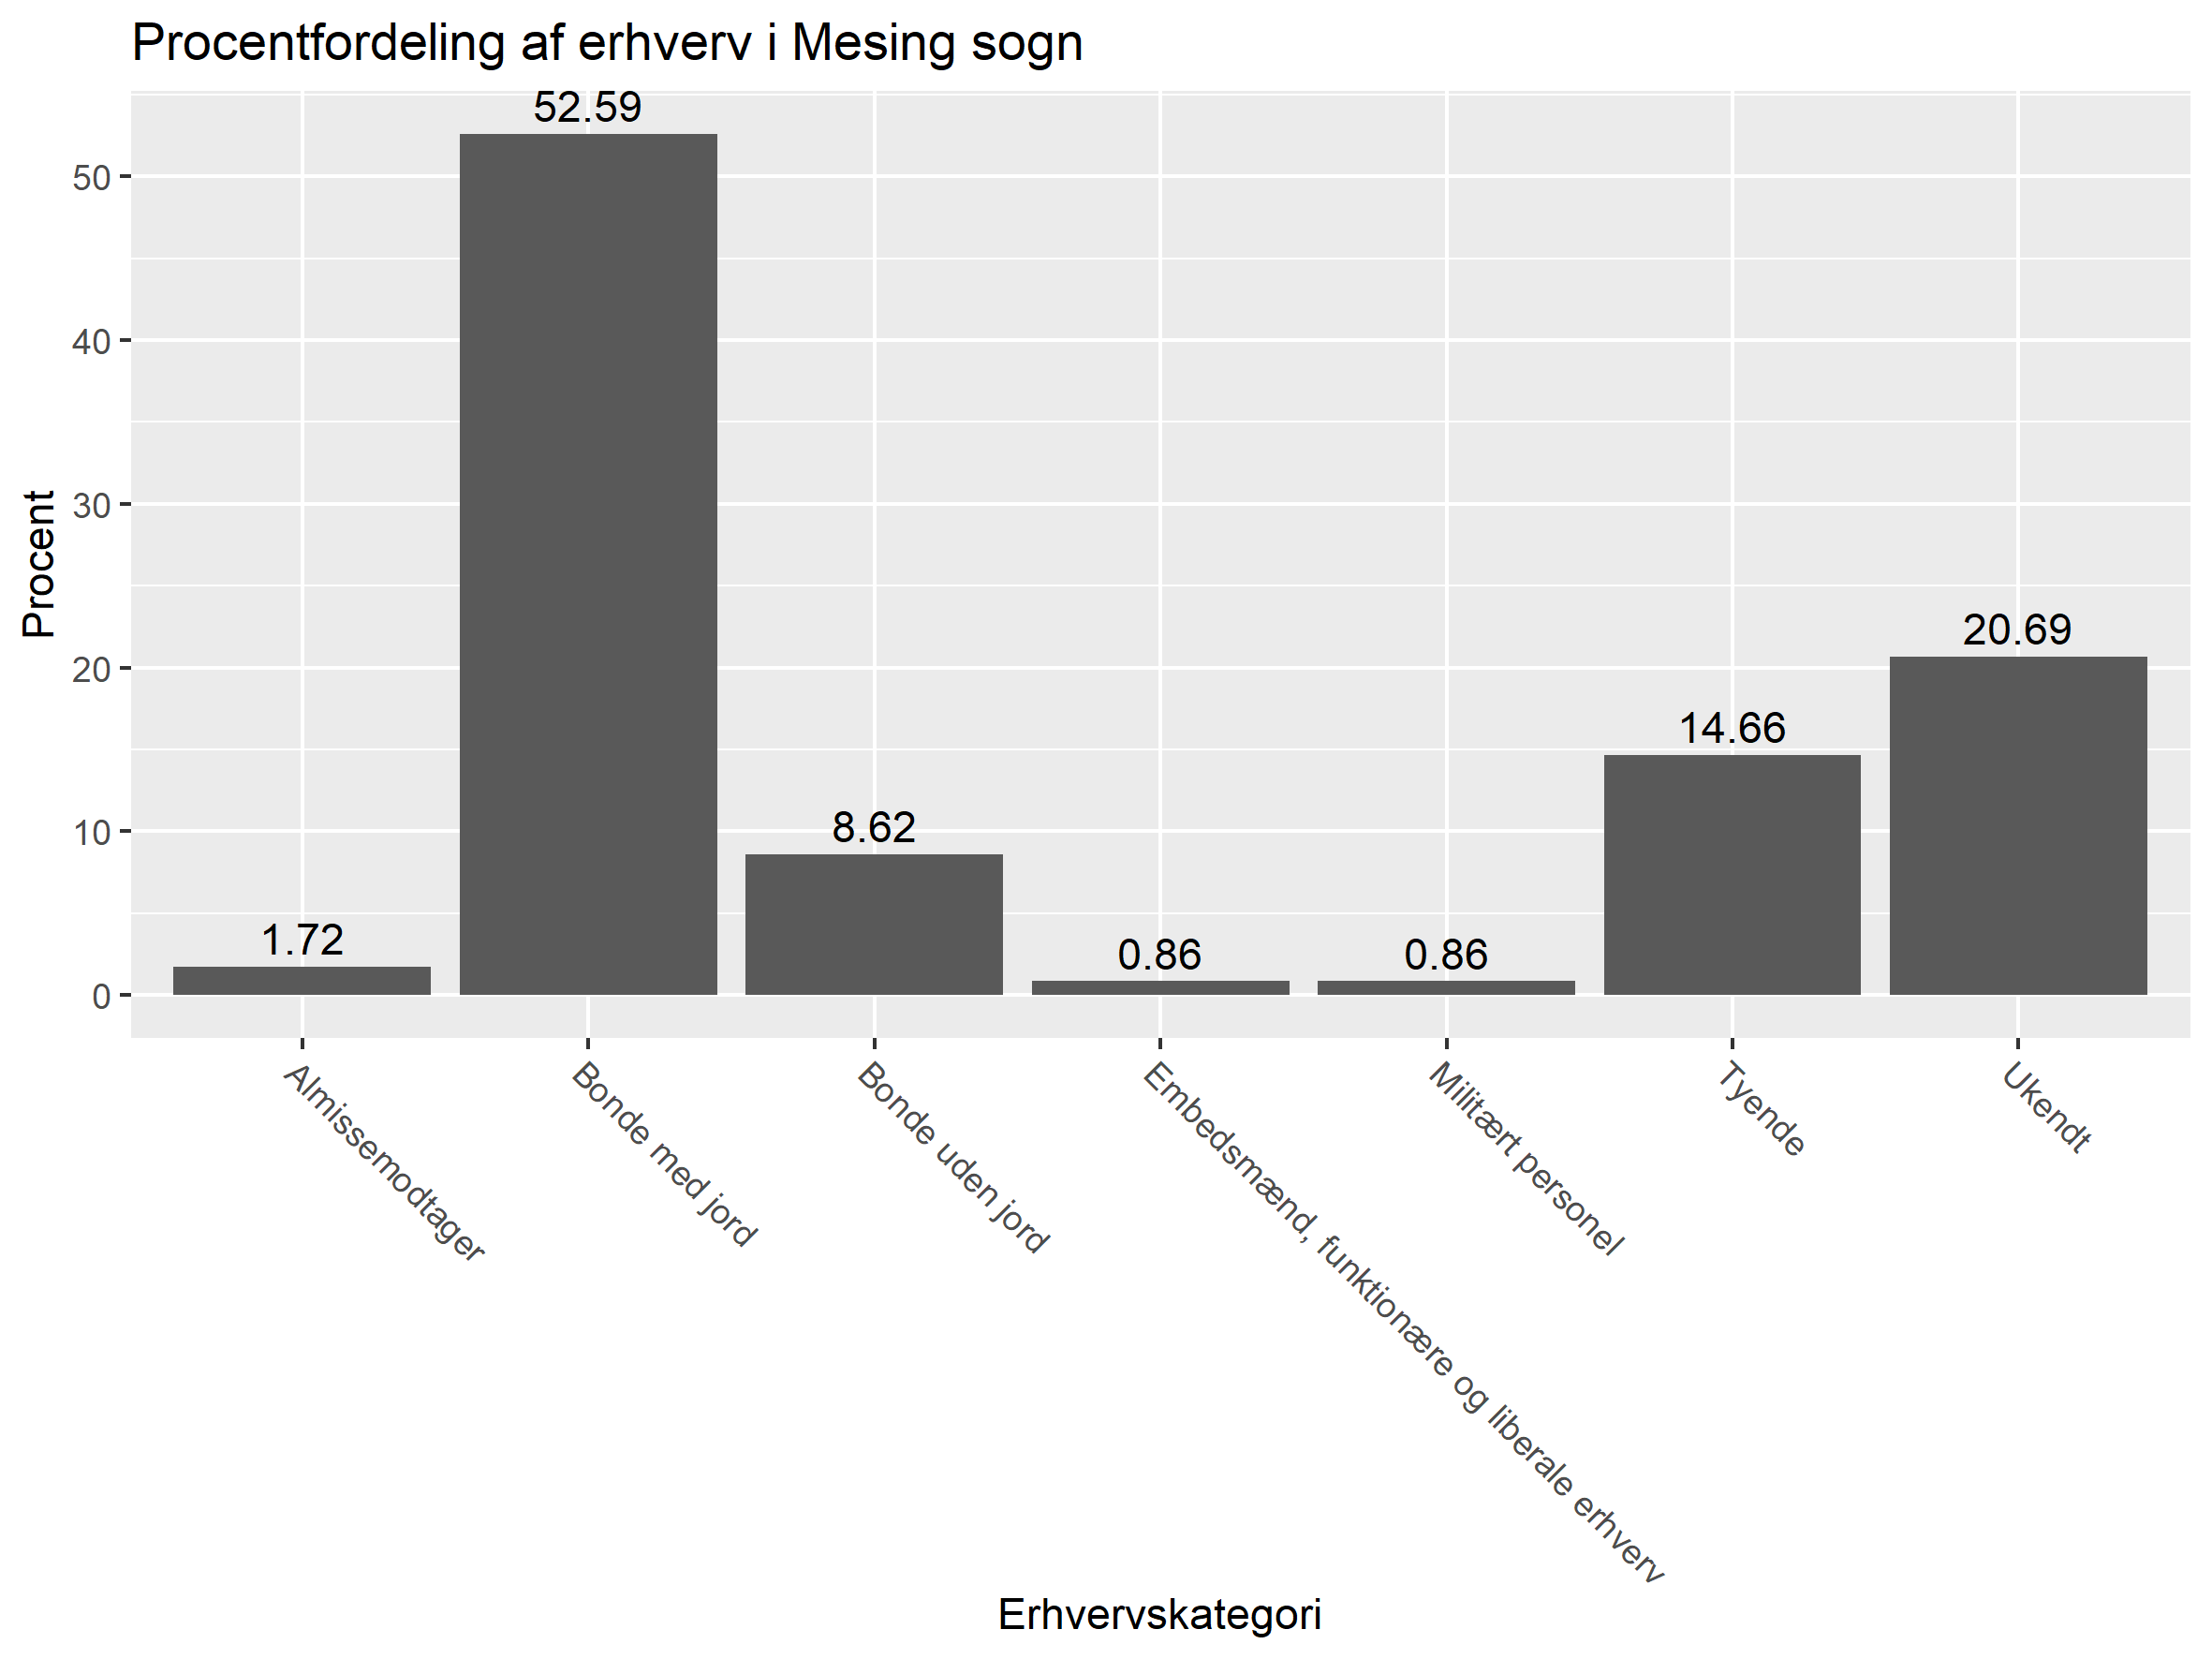 Procentfordeling af erhverv i Mesing sogn
Procent
50
40
30
20
10
0
1.72
52.59
8.62
0.86
0.86
14.66
20.69
Almissemodtager
Bonde med jord
Bonde uden jord
Embedsmænd, funktionære og liberale erhverv
Militært personel
Tyende
Ukendt
Erhvervskategori